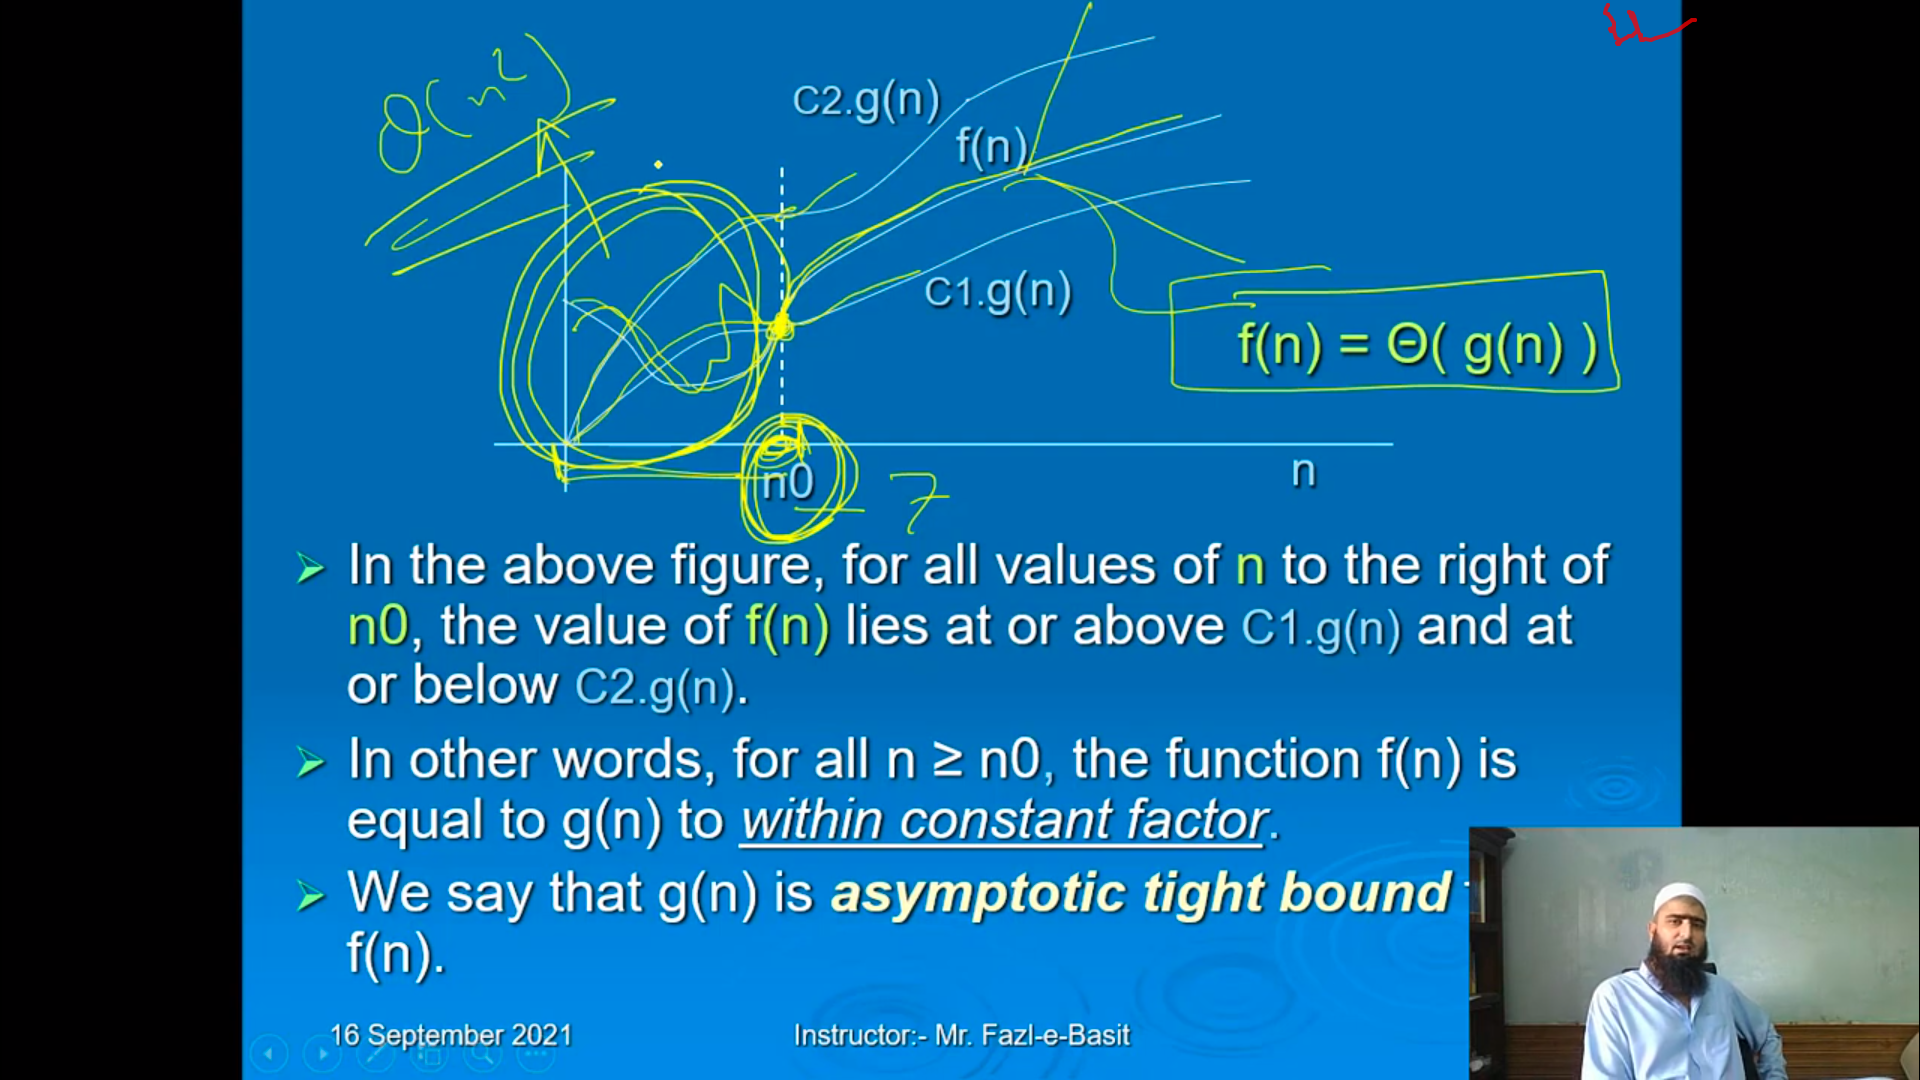 θ(n²)
C2.g(n)
f(n)
C1.g(n)
f(n) = Θ( g(n) )
n0 = 7
n
➢ In the above figure, for all values of n to the right of
n0, the value of f(n) lies at or above C1.g(n) and at
or below C2.g(n).
➢ In other words, for all n ≥ n0, the function f(n) is
equal to g(n) to within constant factor.
➢ We say that g(n) is asymptotic tight bound
f(n).
16 September 2021
Instructor:- Mr. Fazl-e-Basit